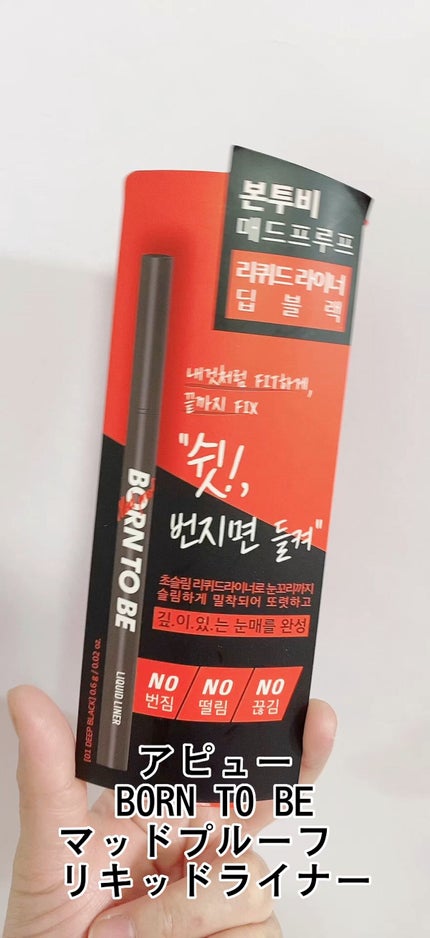 본투비
매드프루프
리퀴드 라이너
딥 블랙
내것처럼 FIT하게,
끝까지 FIX
"쉿!,
번지면 들켜"
초슬림 리퀴드라이너로 눈꼬리까지
슬림하게 밀착되어 또렷하고
깊.이.있.는 눈매를 완성
NO
번짐
NO
떨림
NO
끊김
BORN TO BE
LIQUID LINER
[01 DEEP BLACK] 0.6 g / 0.02 oz.
アピュー
BORN TO BE
マッドプルーフ
リキッドライナー